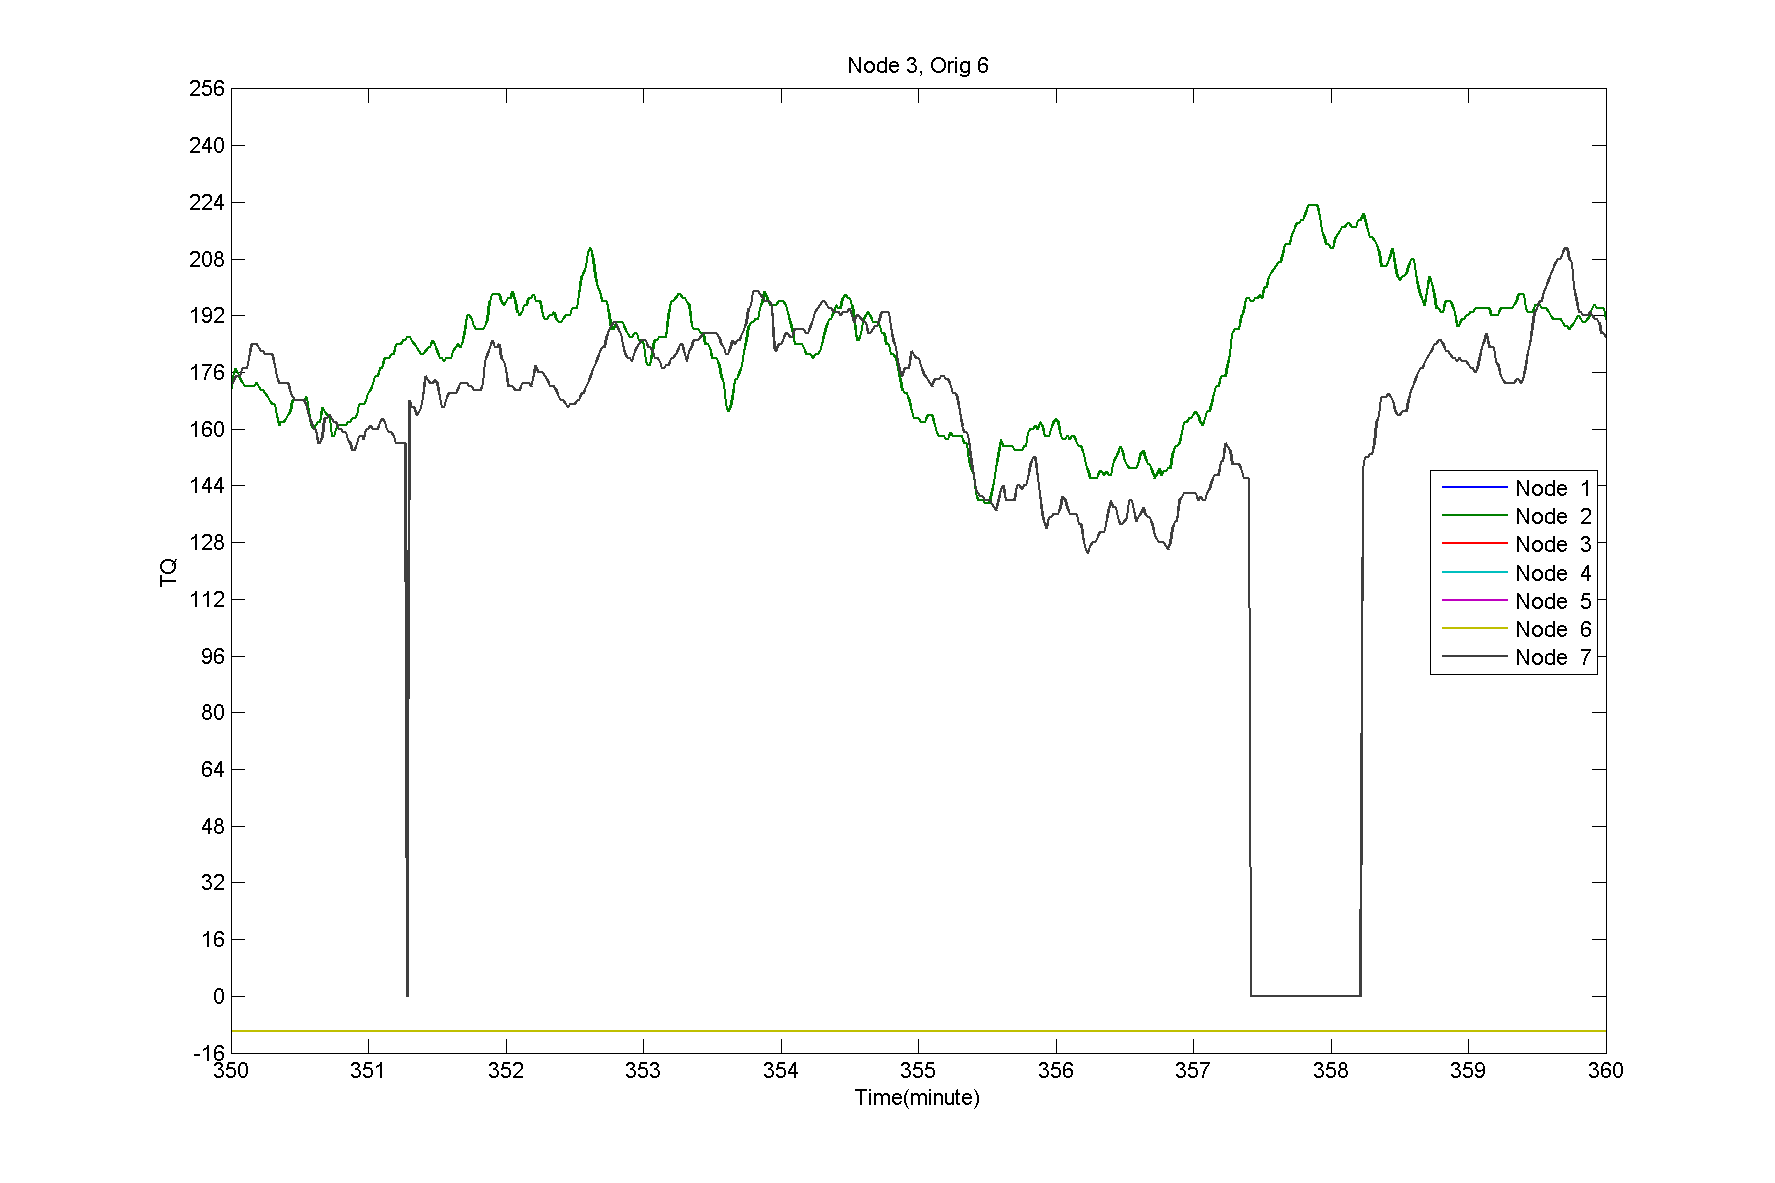 Node 3, Orig 6
256
240
224
208
192
176
160
144
128
112
96
80
64
48
32
16
0
-16
TQ
350 351 352 353 354 355 356 357 358 359 360
Time(minute)
Node 1
Node 2
Node 3
Node 4
Node 5
Node 6
Node 7